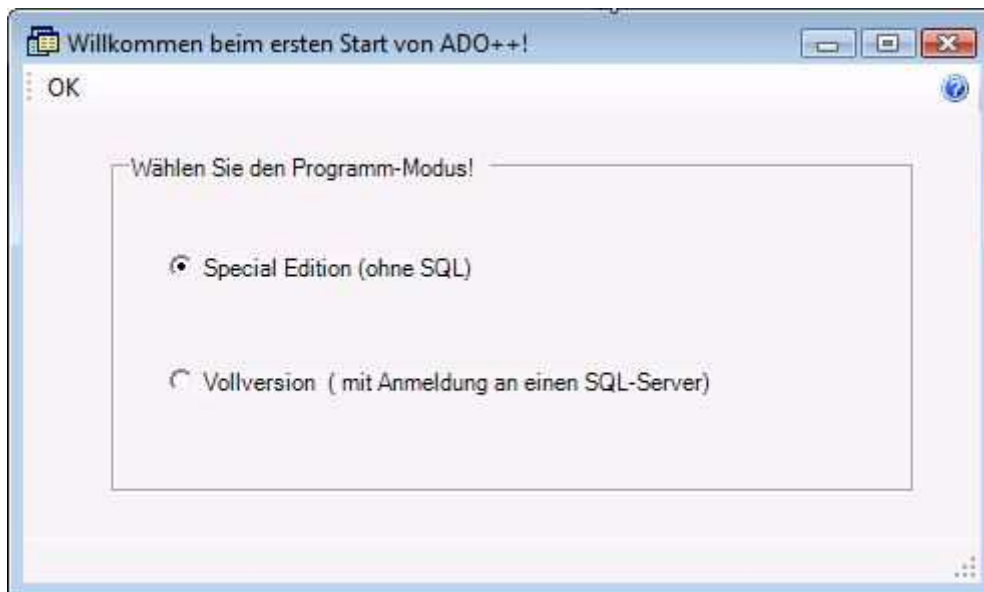 Willkommen beim ersten Start von ADO++!
OK
Wählen Sie den Programm-Modus!
Special Edition (ohne SQL)
Vollversion ( mit Anmeldung an einen SQL-Server)